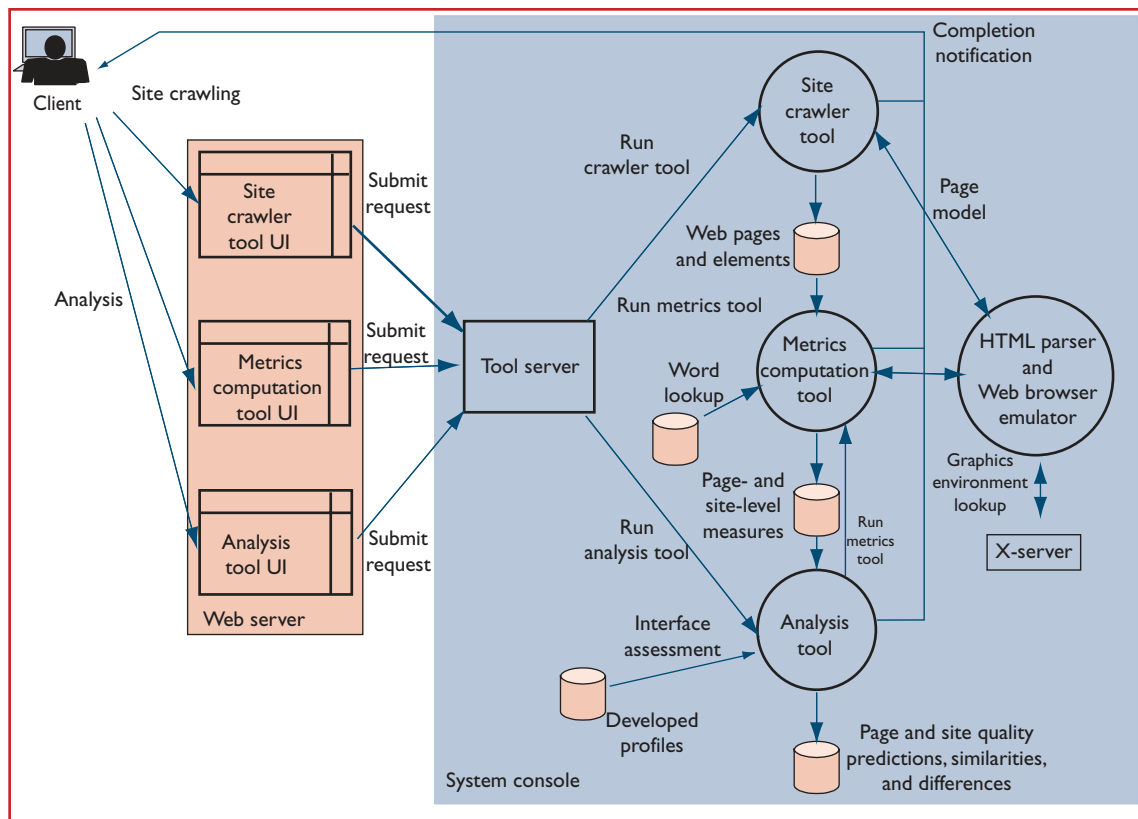 Completion
notification
Client
Site crawling
Site
crawler
tool
Run
crawler tool
Submit
request
Site
crawler
tool UI
Page
model
Web pages
and elements
Analysis
Run metrics tool
Submit
request
Metrics
computation
tool UI
Tool server
Metrics
computation
tool
HTML parser
and
Web browser
emulator
Word
lookup
Graphics
environment
lookup
Page- and
site-level
measures
Run
metrics
tool
Run
analysis tool
Submit
request
Analysis
tool UI
X-server
Web server
Interface
assessment
Analysis
tool
Developed
profiles
Page and site quality
predictions, similarities,
and differences
System console